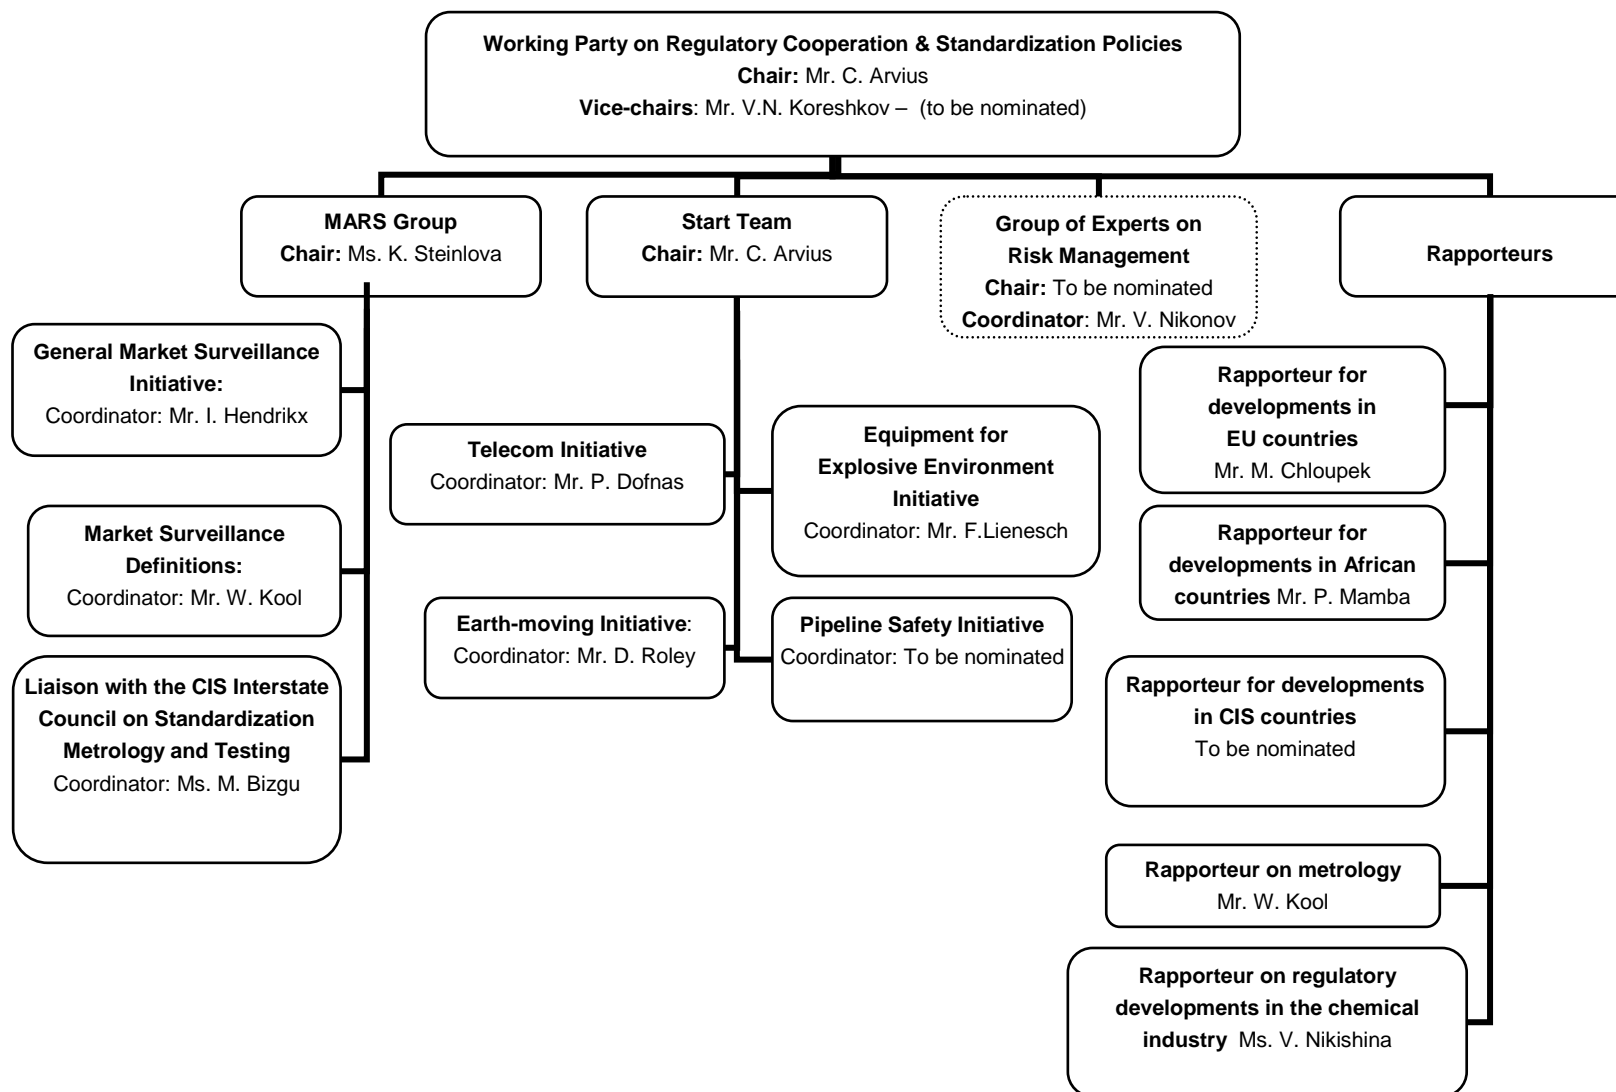 Working Party on Regulatory Cooperation & Standardization Policies
Chair: Mr. C. Arvius
Vice-chairs: Mr. V.N. Koreshkov – (to be nominated)
MARS Group
Chair: Ms. K. Steinlova
Start Team
Chair: Mr. C. Arvius
Group of Experts on
Risk Management
Chair: To be nominated
Coordinator: Mr. V. Nikonov
Rapporteurs
General Market Surveillance
Initiative:
Coordinator: Mr. I. Hendrikx
Market Surveillance
Definitions:
Coordinator: Mr. W. Kool
Liaison with the CIS Interstate
Council on Standardization
Metrology and Testing
Coordinator: Ms. M. Bizgu
Telecom Initiative
Coordinator: Mr. P. Dofnas
Equipment for
Explosive Environment
Initiative
Coordinator: Mr. F.Lienesch
Earth-moving Initiative:
Coordinator: Mr. D. Roley
Pipeline Safety Initiative
Coordinator: To be nominated
Rapporteur for
developments in
EU countries
Mr. M. Chloupek
Rapporteur for
developments in African
countries Mr. P. Mamba
Rapporteur for developments
in CIS countries
To be nominated
Rapporteur on metrology
Mr. W. Kool
Rapporteur on regulatory
developments in the chemical
industry Ms. V. Nikishina